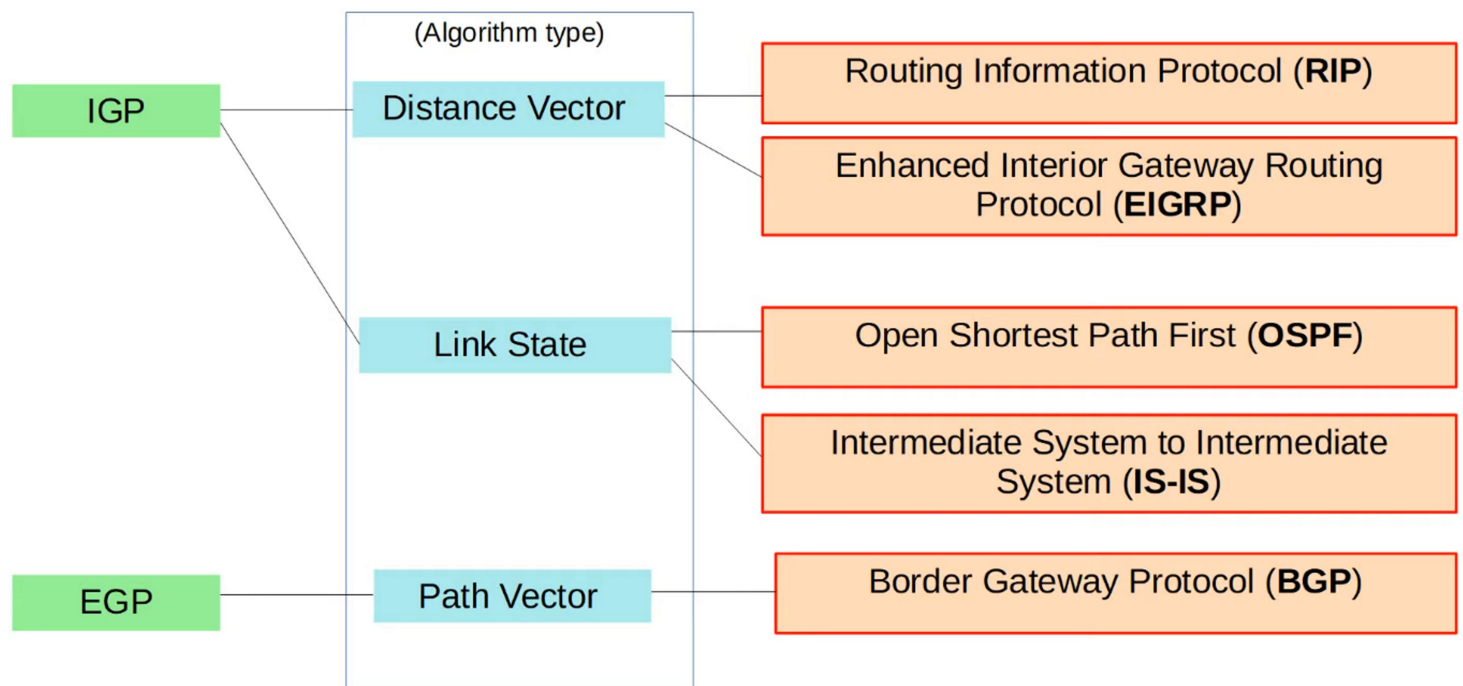 (Algorithm type)
IGP
Distance Vector
Routing Information Protocol (RIP)
Enhanced Interior Gateway Routing
Protocol (EIGRP)
Link State
Open Shortest Path First (OSPF)
Intermediate System to Intermediate
System (IS-IS)
EGP
Path Vector
Border Gateway Protocol (BGP)